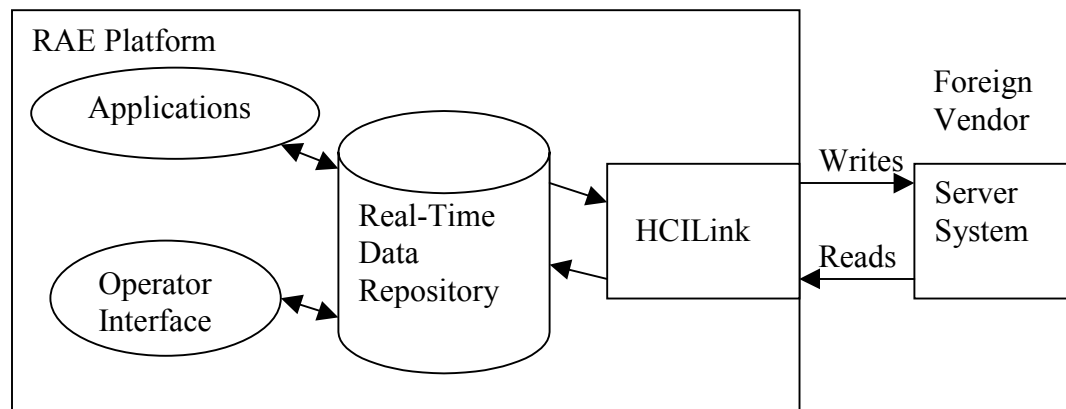 RAE Platform
Applications
Foreign
Vendor
Writes
Real-Time
Data
Repository
HCILink
Server
System
Reads
Operator
Interface